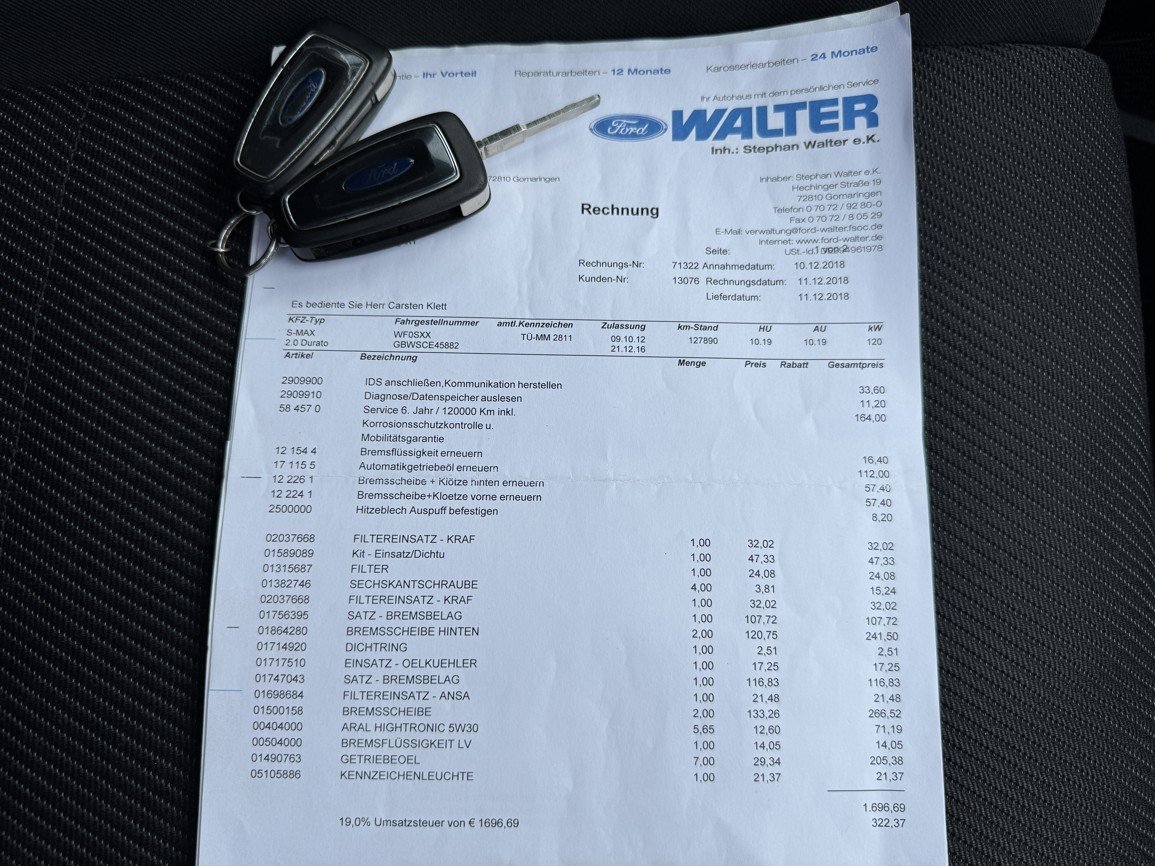 ntie – Ihr Vorteil Reparaturarbeiten – 12 Monate Karosseriearbeiten – 24 Monate
Ihr Autohaus mit dem persönlichen Service
Ford WALTER
Inh.: Stephan Walter e.K.
Ford
Ford
72810 Gomaringen
Inhaber: Stephan Walter e.K.
Hechinger Straße 19
72810 Gomaringen
Telefon 0 70 72 / 92 80-0
Fax 0 70 72 / 8 05 29
E-Mail: verwaltung@ford-walter.fsoc.de
Internet: www.ford-walter.de
Rechnung
Seite: 1 von 2
USt.-Id.
Rechnungs-Nr: 71322 Annahmedatum: 10.12.2018
Kunden-Nr: 13076 Rechnungsdatum: 11.12.2018
Lieferdatum: 11.12.2018
Es bediente Sie Herr Carsten Klett
KFZ-Typ Fahrgestellnummer amtl.Kennzeichen Zulassung km-Stand HU AU kW
S-MAX WF0SXX TÜ-MM 2811 09.10.12 127890 10.19 10.19 120
2.0 Durato GBWSCE45882 21.12.16
Artikel Bezeichnung Menge Preis Rabatt Gesamtpreis
2909900 IDS anschließen,Kommunikation herstellen 33,60
2909910 Diagnose/Datenspeicher auslesen 11,20
58 457 0 Service 6. Jahr / 120000 Km inkl. 164,00
Korrosionsschutzkontrolle u.
Mobilitätsgarantie
12 154 4 Bremsflüssigkeit erneuern 16,40
17 115 5 Automatikgetriebeöl erneuern 112,00
12 226 1 Bremsscheibe + Klötze hinten erneuern 57,40
12 224 1 Bremsscheibe+Kloetze vorne erneuern 57,40
2500000 Hitzeblech Auspuff befestigen 8,20
02037668 FILTEREINSATZ - KRAF 1,00 32,02 32,02
01589089 Kit - Einsatz/Dichtu 1,00 47,33 47,33
01315687 FILTER 1,00 24,08 24,08
01382746 SECHSKANTSCHRAUBE 4,00 3,81 15,24
02037668 FILTEREINSATZ - KRAF 1,00 32,02 32,02
01756395 SATZ - BREMSBELAG 1,00 107,72 107,72
01864280 BREMSSCHEIBE HINTEN 2,00 120,75 241,50
01714920 DICHTRING 1,00 2,51 2,51
01717510 EINSATZ - OELKUEHLER 1,00 17,25 17,25
01747043 SATZ - BREMSBELAG 1,00 116,83 116,83
01698684 FILTEREINSATZ - ANSA 1,00 21,48 21,48
01500158 BREMSSCHEIBE 2,00 133,26 266,52
00404000 ARAL HIGHTRONIC 5W30 5,65 12,60 71,19
00504000 BREMSFLÜSSIGKEIT LV 1,00 14,05 14,05
01490763 GETRIEBEOEL 7,00 29,34 205,38
05105886 KENNZEICHENLEUCHTE 1,00 21,37 21,37
1.696,69
19,0% Umsatzsteuer von € 1696,69 322,37